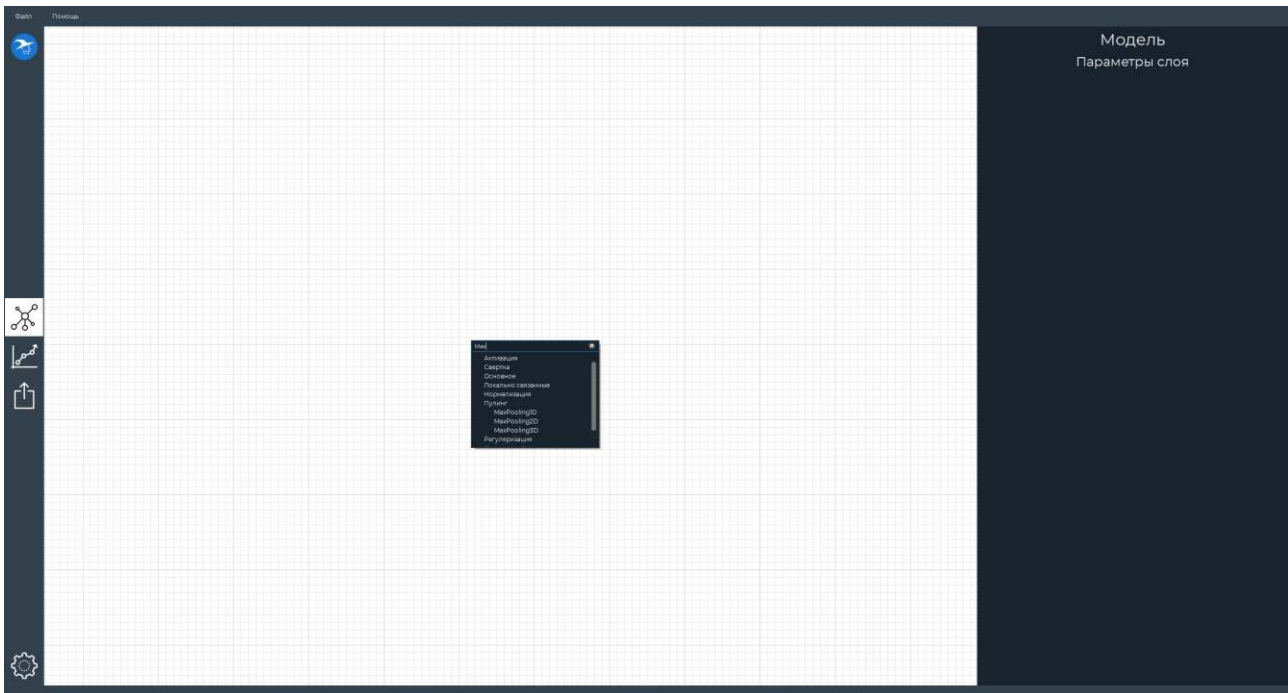 Файл Помощь
Модель
Параметры слоя
Max
Активация
Свертка
Основное
Локально связанные
Нормализация
Пулинг
MaxPooling1D
MaxPooling2D
MaxPooling3D
Регуляризация